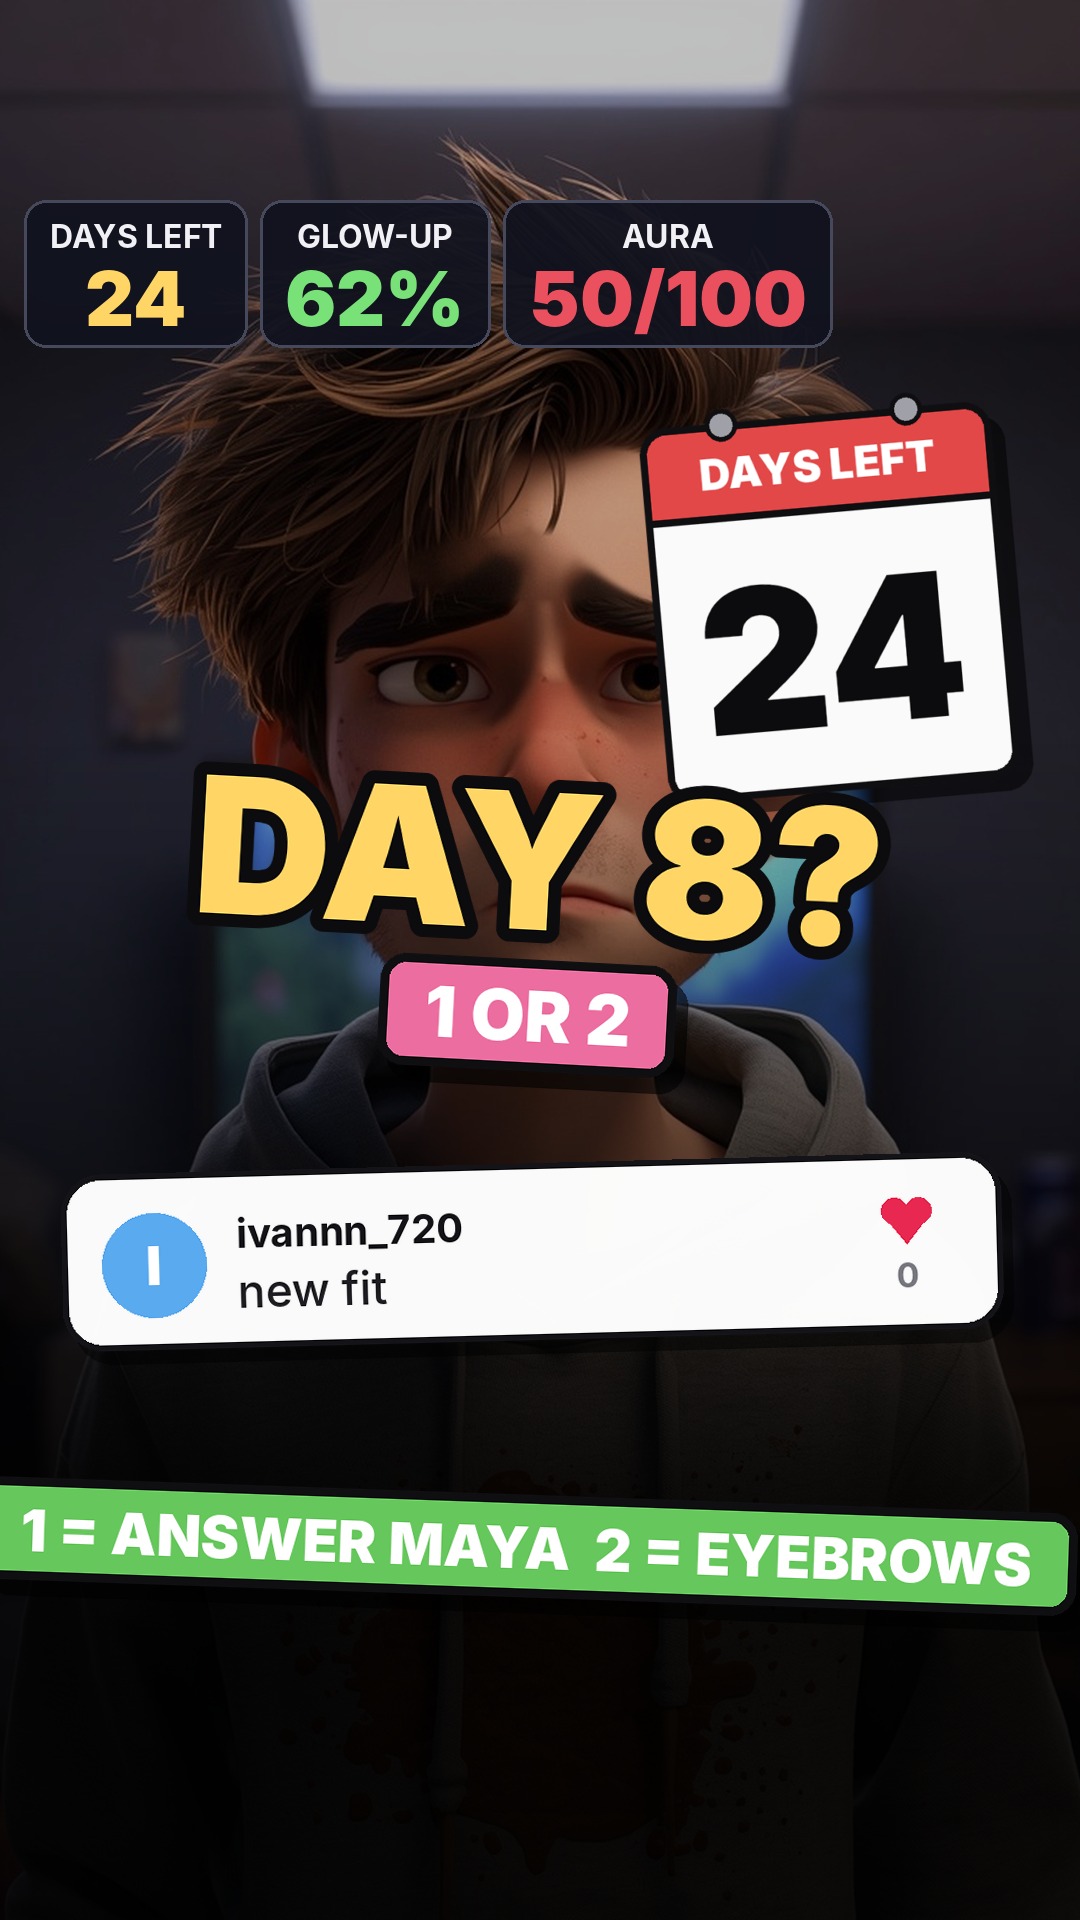 DAYS LEFT
24
GLOW-UP
62%
AURA
50/100
DAYS LEFT
24
DAY 8?
1 OR 2
I
ivannn_720
new fit
0
1 = ANSWER MAYA 2 = EYEBROWS